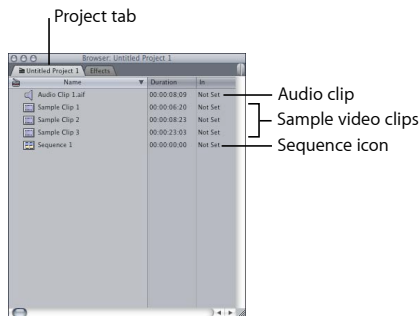 Project tab
Browser: Untitled Project 1
Untitled Project 1 Effects
Name Duration In
Audio Clip 1.aif 00:00:08:09 Not Set
Audio clip
Sample Clip 1 00:00:06:20 Not Set
Sample Clip 2 00:00:08:23 Not Set
Sample video clips
Sample Clip 3 00:00:23:03 Not Set
Sequence 1 00:00:00:00 Not Set
Sequence icon